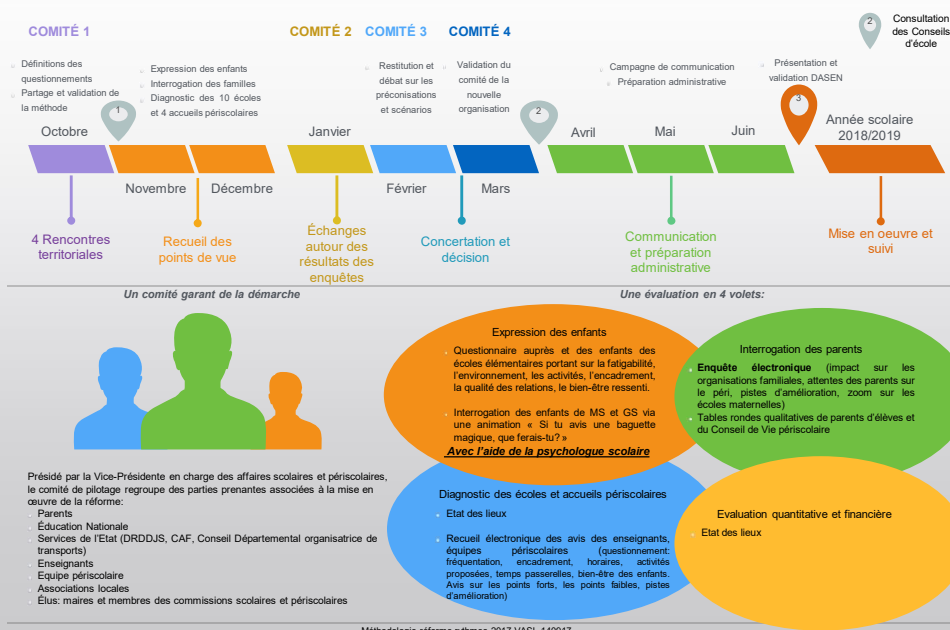 COMITÉ 1
COMITÉ 2
COMITÉ 3
COMITÉ 4
2
Consultation
des Conseils
d'école
Définitions des
questionnements
Partage et validation de
la méthode
Expression des enfants
Interrogation des familles
Diagnostic des 10 écoles
et 4 accueils périscolaires
Restitution et
débat sur les
préconisations
et scénarios
Validation du
comité de la
nouvelle
organisation
Campagne de communication
Préparation administrative
Présentation et
validation DASEN
1
2
3
Octobre
Janvier
Avril
Mai
Juin
Année scolaire
2018/2019
Novembre
Décembre
Février
Mars
4 Rencontres
territoriales
Recueil des
points de vue
Échanges
autour des
résultats des
enquêtes
Concertation et
décision
Communication
et préparation
administrative
Mise en oeuvre et
suivi
Un comité garant de la démarche
Une évaluation en 4 volets:
Présidé par la Vice-Présidente en charge des affaires scolaires et périscolaires,
le comité de pilotage regroupe des parties prenantes associées à la mise en
œuvre de la réforme:
Parents
Éducation Nationale
Services de l'Etat (DRDDJS, CAF, Conseil Départemental organisatrice de
transports)
Enseignants
Equipe périscolaire
Associations locales
Élus: maires et membres des commissions scolaires et périscolaires
Expression des enfants
Questionnaire auprès et des enfants des
écoles élémentaires portant sur la fatigabilité,
l'environnement, les activités, l'encadrement,
la qualité des relations, le bien-être ressenti.
Interrogation des enfants de MS et GS via
une animation « Si tu avis une baguette
magique, que ferais-tu? »
Avec l'aide de la psychologue scolaire
Interrogation des parents
Enquête électronique (impact sur les
organisations familiales, attentes des parents sur
le péri, pistes d'amélioration, zoom sur les
écoles maternelles)
Tables rondes qualitatives de parents d'élèves et
du Conseil de Vie périscolaire
Diagnostic des écoles et accueils périscolaires
Etat des lieux
Recueil électronique des avis des enseignants,
équipes périscolaires (questionnement:
fréquentation, encadrement, horaires, activités
proposées, temps passerelles, bien-être des enfants.
Avis sur les points forts, les points faibles, pistes
d'amélioration)
Evaluation quantitative et financière
Etat des lieux